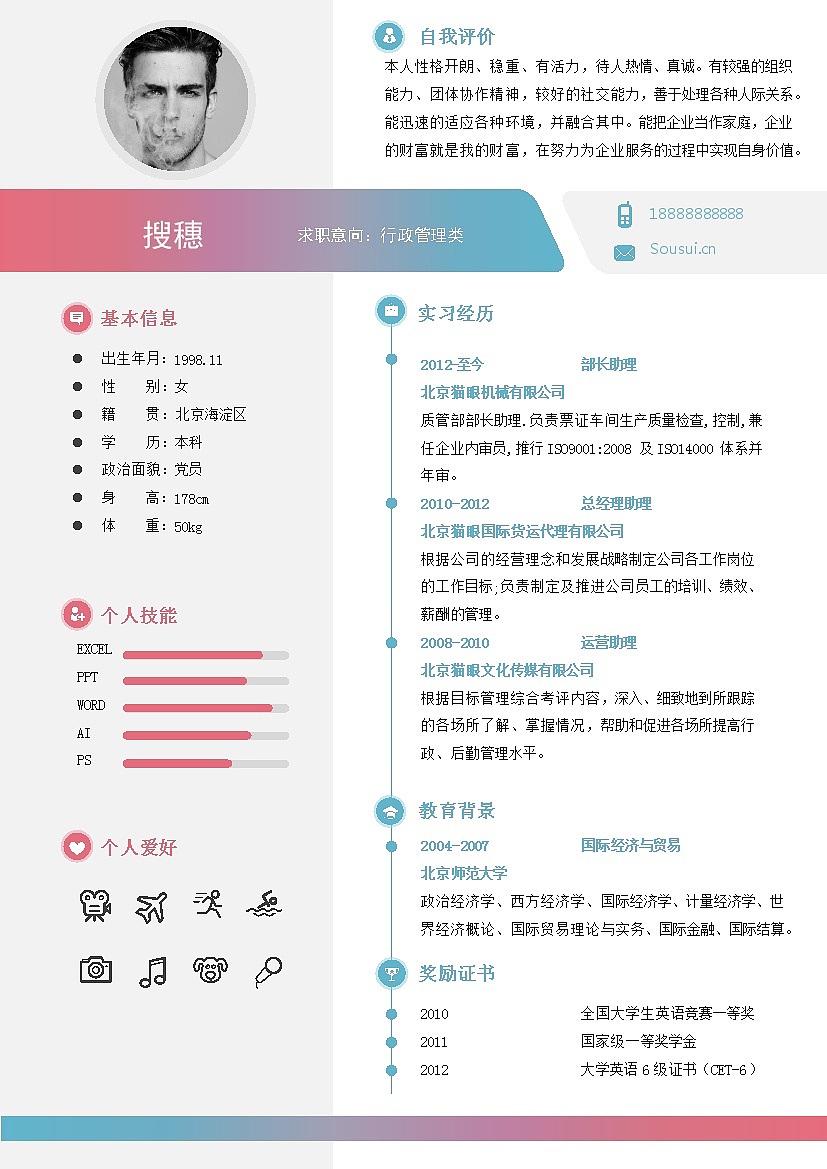 自我评价
本人性格开朗、稳重、有活力，待人热情、真诚。有较强的组织
能力、团体协作精神，较好的社交能力，善于处理各种人际关系。
能迅速的适应各种环境，并融合其中。能把企业当作家庭，企业
的财富就是我的财富，在努力为企业服务的过程中实现自身价值。
搜穗
求职意向：行政管理类
18888888888
Sousui.cn
基本信息
出生年月：1998.11
性　　别：女
籍　　贯：北京海淀区
学　　历：本科
政治面貌：党员
身　　高：178cm
体　　重：50kg
个人技能
EXCEL
PPT
WORD
AI
PS
个人爱好
实习经历
2012-至今 部长助理
北京猫眼机械有限公司
质管部部长助理.负责票证车间生产质量检查,控制,兼
任企业内审员,推行 ISO9001:2008 及 ISO14000 体系并
年审。
2010-2012 总经理助理
北京猫眼国际货运代理有限公司
根据公司的经营理念和发展战略制定公司各工作岗位
的工作目标;负责制定及推进公司员工的培训、绩效、
薪酬的管理。
2008-2010 运营助理
北京猫眼文化传媒有限公司
根据目标管理综合考评内容，深入、细致地到所跟踪
的各场所了解、掌握情况，帮助和促进各场所提高行
政、后勤管理水平。
教育背景
2004-2007 国际经济与贸易
北京师范大学
政治经济学、西方经济学、国际经济学、计量经济学、世
界经济概论、国际贸易理论与实务、国际金融、国际结算。
奖励证书
2010 全国大学生英语竞赛一等奖
2011 国家级一等奖学金
2012 大学英语 6 级证书（CET-6）